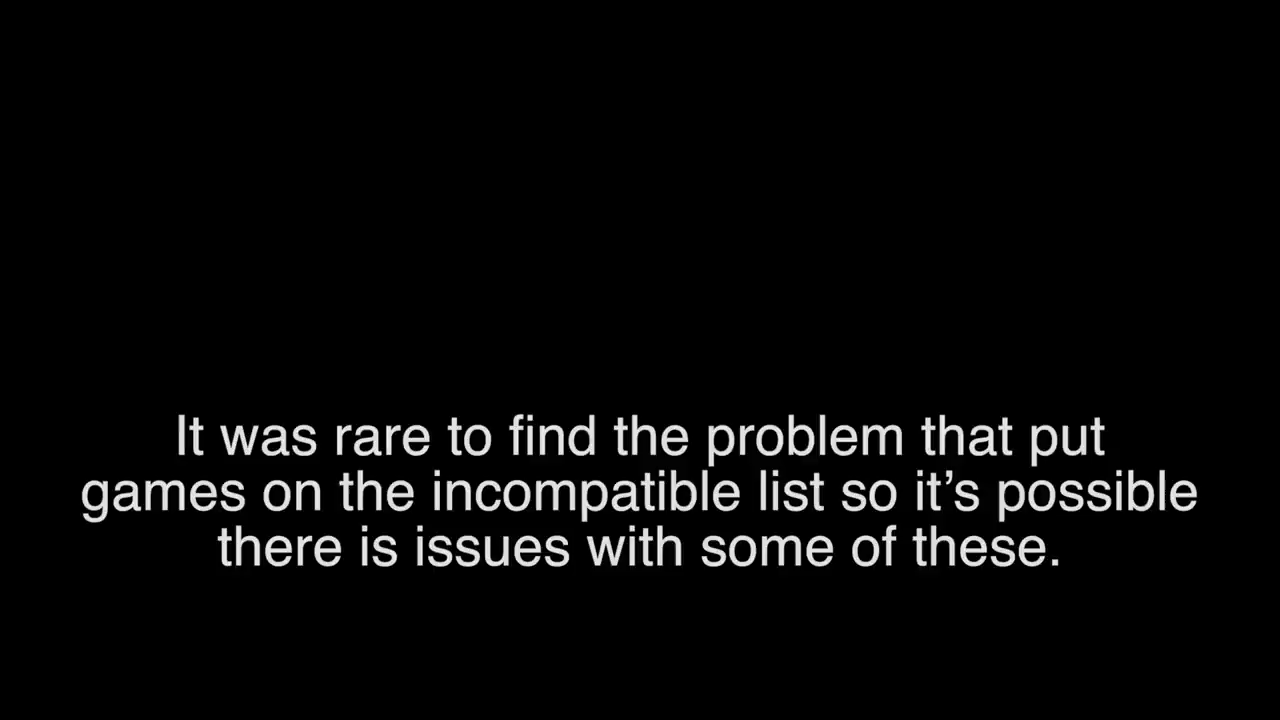 It was rare to find the problem that put
games on the incompatible list so it’s possible
there is issues with some of these.